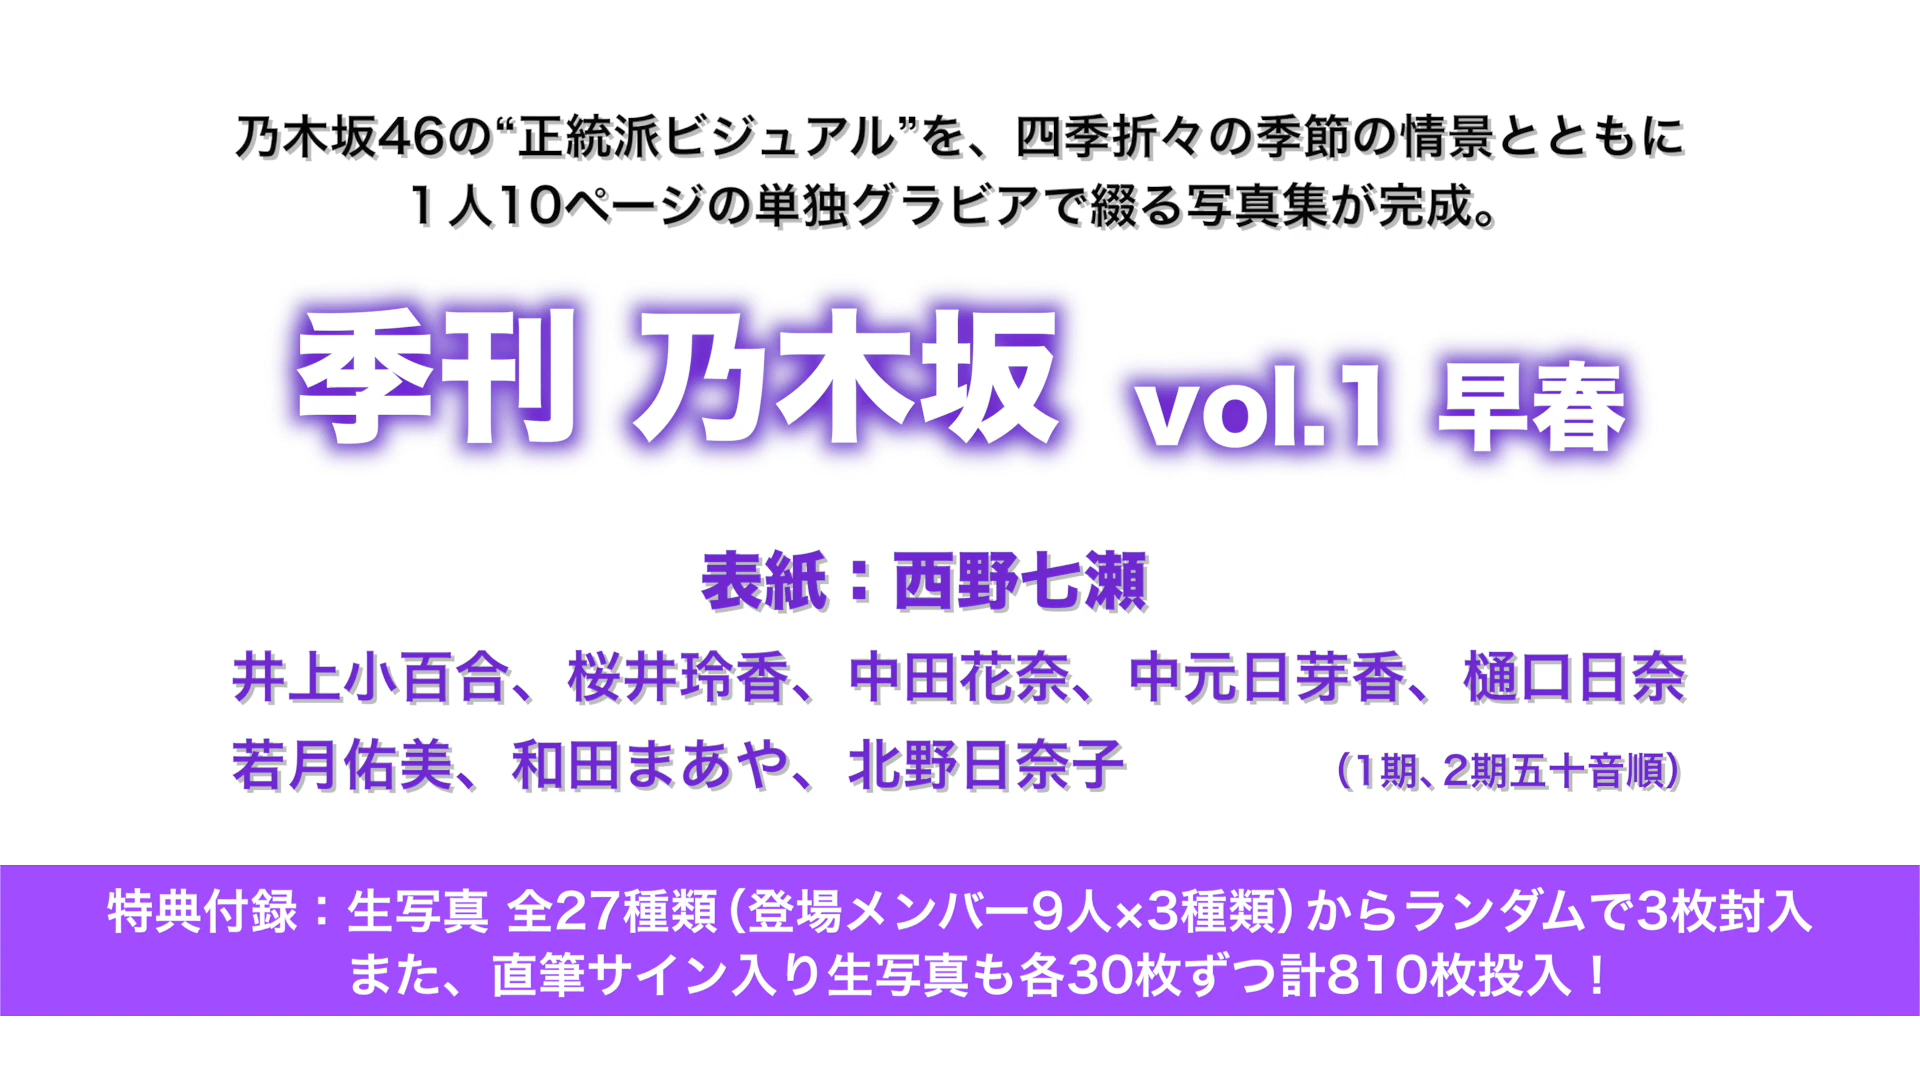 乃木坂46の“正統派ビジュアル”を、四季折々の季節の情景とともに
１人10ページの単独グラビアで綴る写真集が完成。
季刊 乃木坂 vol.1 早春
表紙：西野七瀬
井上小百合、桜井玲香、中田花奈、中元日芽香、樋口日奈
若月佑美、和田まあや、北野日奈子 （1期、2期五十音順）
特典付録：生写真 全27種類（登場メンバー9人×3種類）からランダムで3枚封入
また、直筆サイン入り生写真も各30枚ずつ計810枚投入！